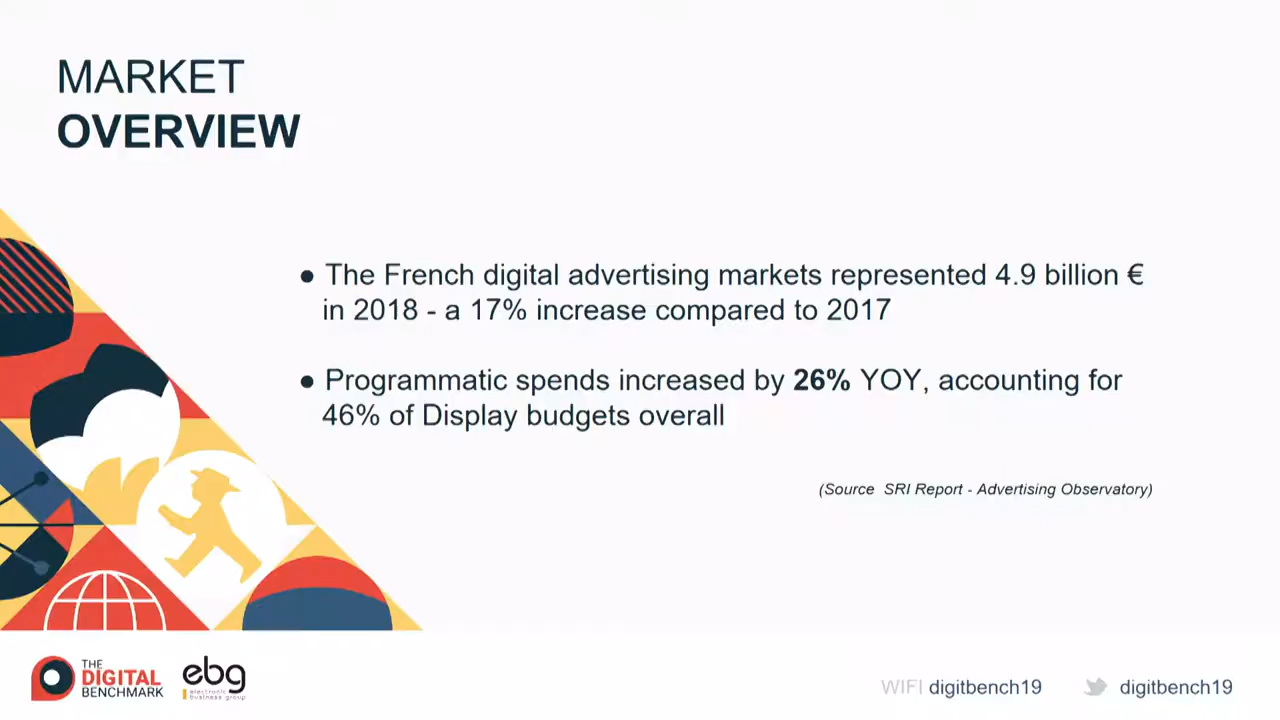 MARKET
OVERVIEW
● The French digital advertising markets represented 4.9 billion €
in 2018 - a 17% increase compared to 2017
● Programmatic spends increased by 26% YOY, accounting for
46% of Display budgets overall
(Source SRI Report - Advertising Observatory)
THE
DIGITAL
BENCHMARK
ebg
electronic
business group
WIFI digitbench19
digitbench19